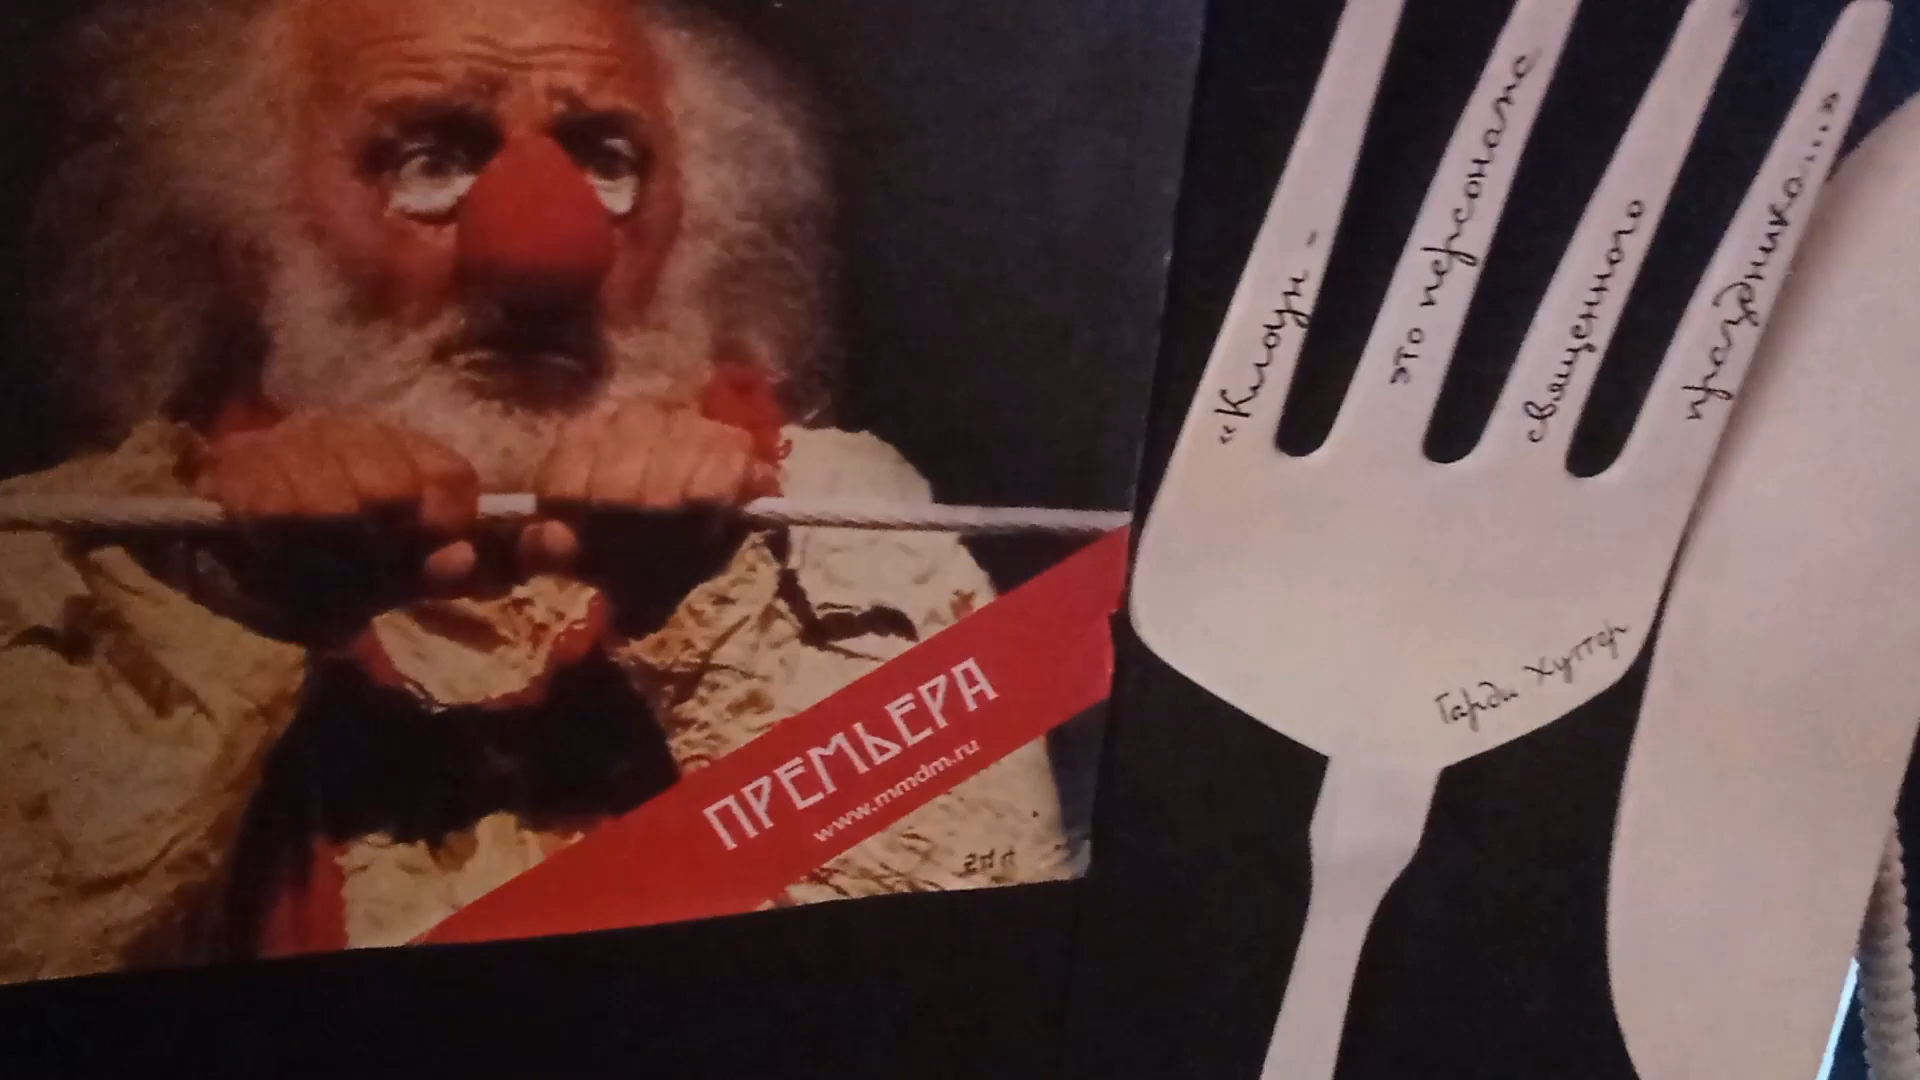 ПРЕМЬЕРА
www.mmdm.ru
«Клоун -
это персонаж
священного
праздника....»
Гарди Хуттер